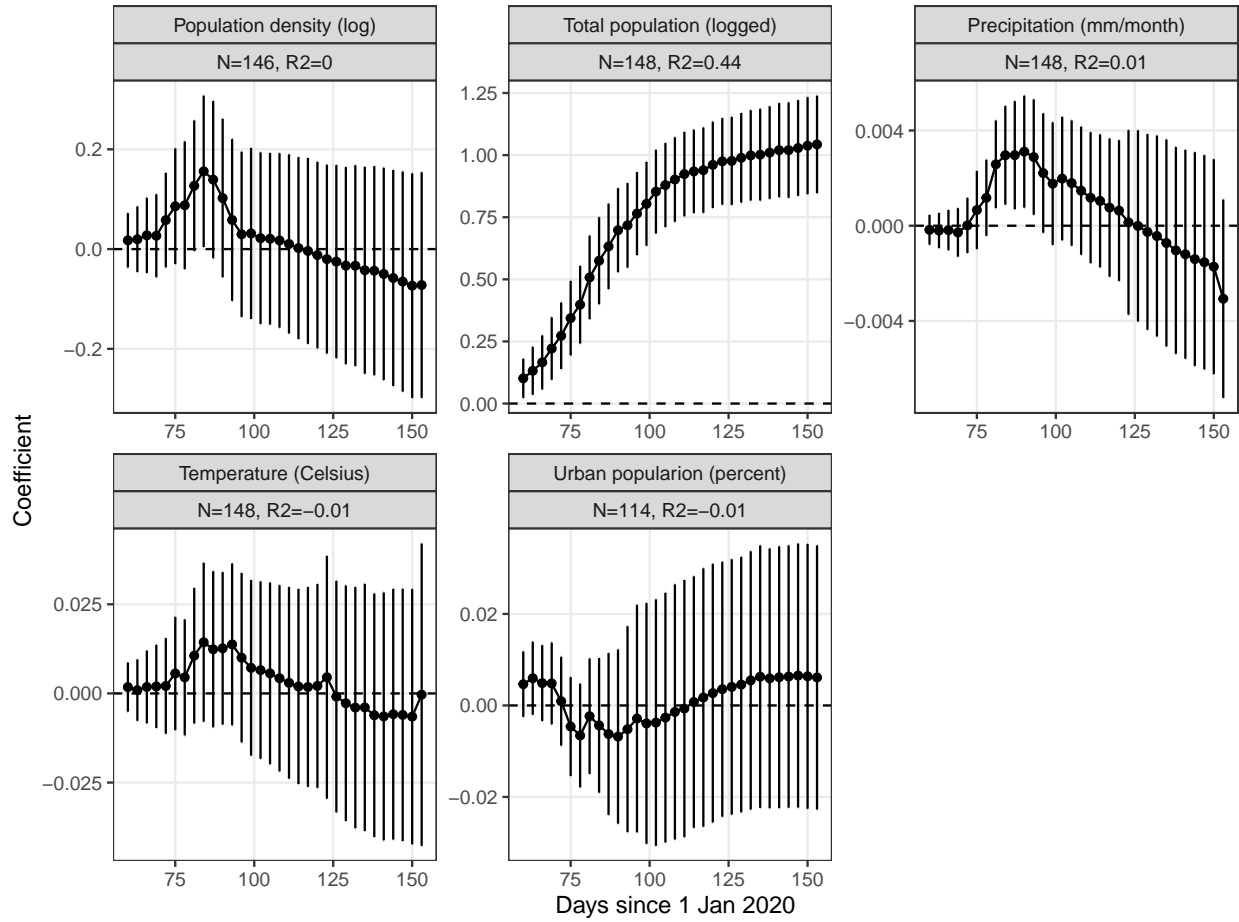 Population density (log)
N=146, R2=0
Total population (logged)
N=148, R2=0.44
Precipitation (mm/month)
N=148, R2=0.01
0.2
0.0
−0.2
75 100 125 150
1.25
1.00
0.75
0.50
0.25
0.00
75 100 125 150
0.004
0.000
−0.004
75 100 125 150
Coefficient
Temperature (Celsius)
N=148, R2=−0.01
Urban popularion (percent)
N=114, R2=−0.01
0.025
0.000
−0.025
75 100 125 150
0.02
0.00
−0.02
75 100 125 150
Days since 1 Jan 2020